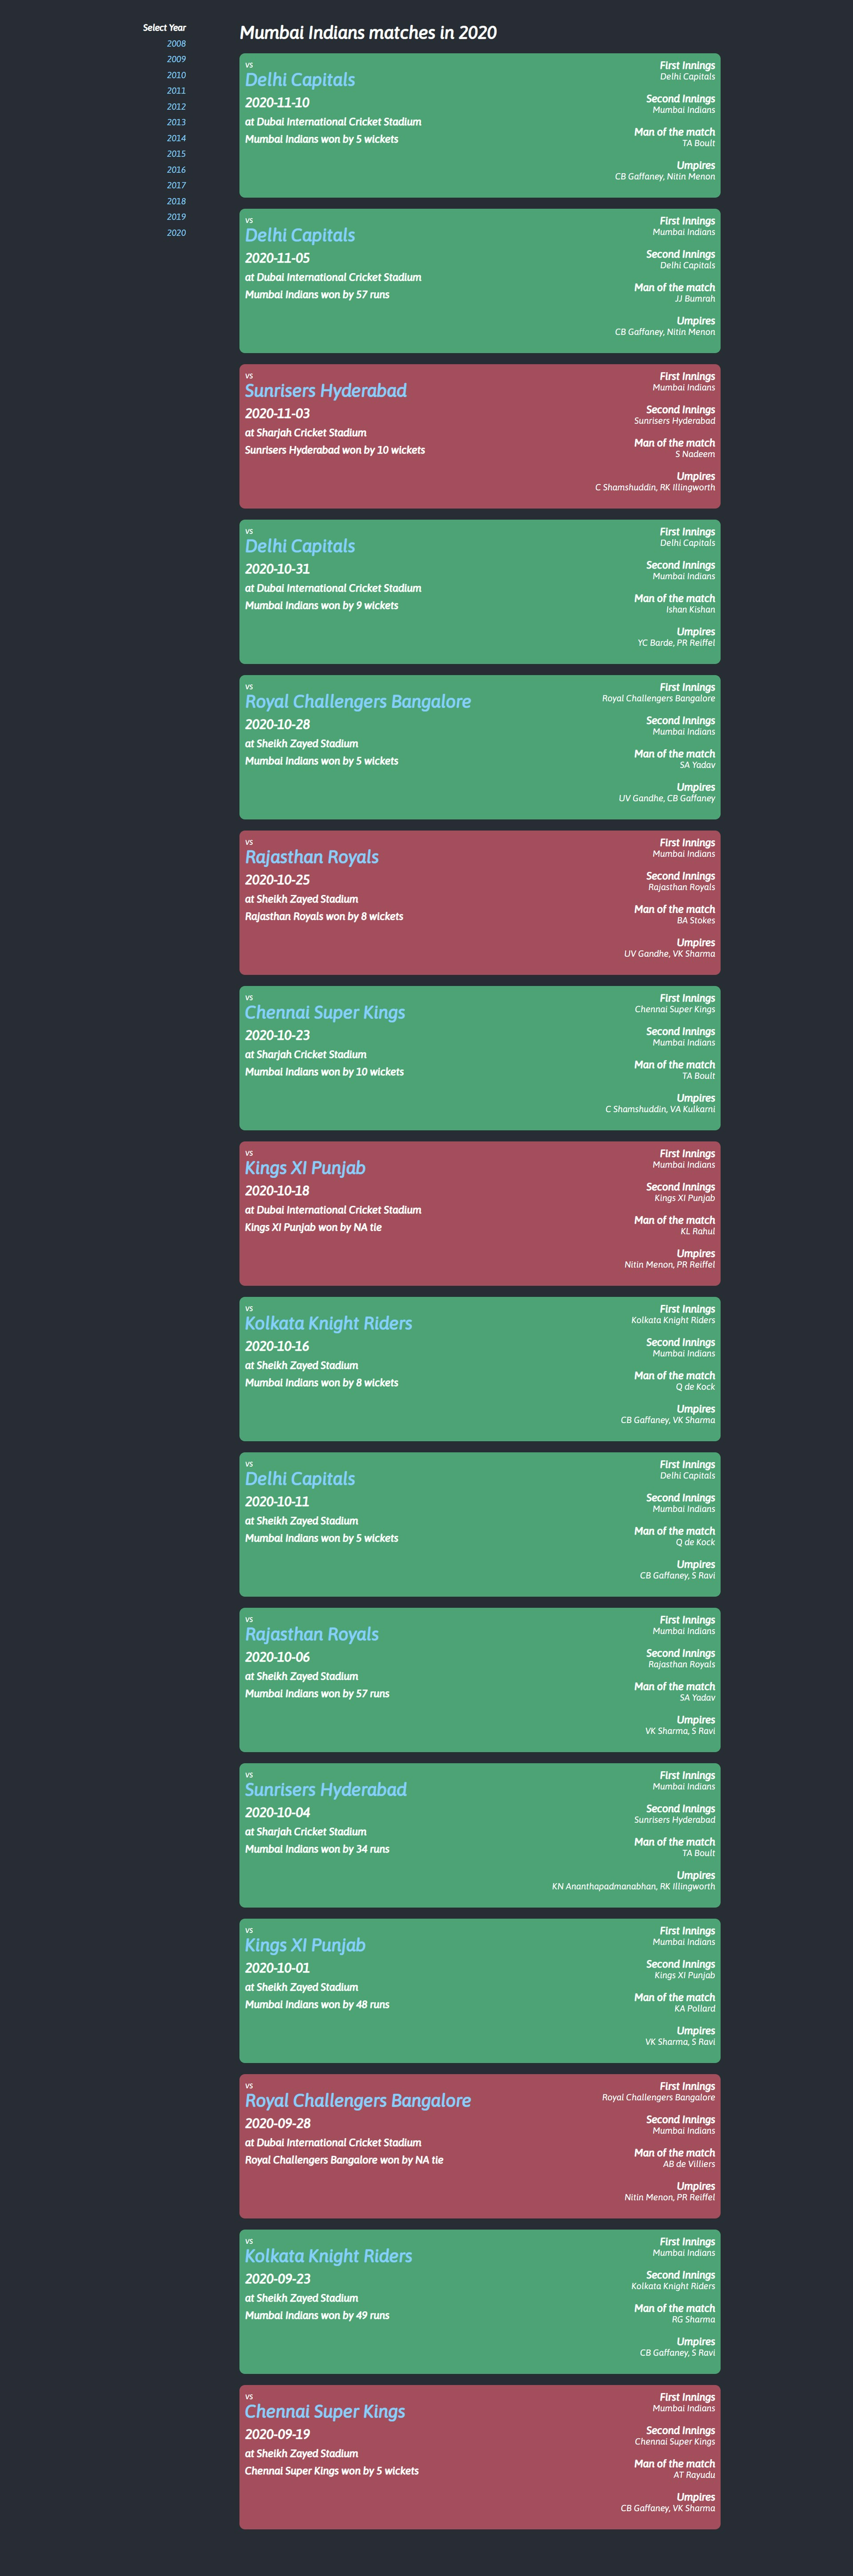 Select Year
2008
2009
2010
2011
2012
2013
2014
2015
2016
2017
2018
2019
2020
Mumbai Indians matches in 2020
vs
Delhi Capitals
2020-11-10
at Dubai International Cricket Stadium
Mumbai Indians won by 5 wickets
First Innings
Delhi Capitals
Second Innings
Mumbai Indians
Man of the match
TA Boult
Umpires
CB Gaffaney, Nitin Menon
vs
Delhi Capitals
2020-11-05
at Dubai International Cricket Stadium
Mumbai Indians won by 57 runs
First Innings
Mumbai Indians
Second Innings
Delhi Capitals
Man of the match
JJ Bumrah
Umpires
CB Gaffaney, Nitin Menon
vs
Sunrisers Hyderabad
2020-11-03
at Sharjah Cricket Stadium
Sunrisers Hyderabad won by 10 wickets
First Innings
Mumbai Indians
Second Innings
Sunrisers Hyderabad
Man of the match
S Nadeem
Umpires
C Shamshuddin, RK Illingworth
vs
Delhi Capitals
2020-10-31
at Dubai International Cricket Stadium
Mumbai Indians won by 9 wickets
First Innings
Delhi Capitals
Second Innings
Mumbai Indians
Man of the match
Ishan Kishan
Umpires
YC Barde, PR Reiffel
vs
Royal Challengers Bangalore
2020-10-28
at Sheikh Zayed Stadium
Mumbai Indians won by 5 wickets
First Innings
Royal Challengers Bangalore
Second Innings
Mumbai Indians
Man of the match
SA Yadav
Umpires
UV Gandhe, CB Gaffaney
vs
Rajasthan Royals
2020-10-25
at Sheikh Zayed Stadium
Rajasthan Royals won by 8 wickets
First Innings
Mumbai Indians
Second Innings
Rajasthan Royals
Man of the match
BA Stokes
Umpires
UV Gandhe, VK Sharma
vs
Chennai Super Kings
2020-10-23
at Sharjah Cricket Stadium
Mumbai Indians won by 10 wickets
First Innings
Chennai Super Kings
Second Innings
Mumbai Indians
Man of the match
TA Boult
Umpires
C Shamshuddin, VA Kulkarni
vs
Kings XI Punjab
2020-10-18
at Dubai International Cricket Stadium
Kings XI Punjab won by NA tie
First Innings
Mumbai Indians
Second Innings
Kings XI Punjab
Man of the match
KL Rahul
Umpires
Nitin Menon, PR Reiffel
vs
Kolkata Knight Riders
2020-10-16
at Sheikh Zayed Stadium
Mumbai Indians won by 8 wickets
First Innings
Kolkata Knight Riders
Second Innings
Mumbai Indians
Man of the match
Q de Kock
Umpires
CB Gaffaney, VK Sharma
vs
Delhi Capitals
2020-10-11
at Sheikh Zayed Stadium
Mumbai Indians won by 5 wickets
First Innings
Delhi Capitals
Second Innings
Mumbai Indians
Man of the match
Q de Kock
Umpires
CB Gaffaney, S Ravi
vs
Rajasthan Royals
2020-10-06
at Sheikh Zayed Stadium
Mumbai Indians won by 57 runs
First Innings
Mumbai Indians
Second Innings
Rajasthan Royals
Man of the match
SA Yadav
Umpires
VK Sharma, S Ravi
vs
Sunrisers Hyderabad
2020-10-04
at Sharjah Cricket Stadium
Mumbai Indians won by 34 runs
First Innings
Mumbai Indians
Second Innings
Sunrisers Hyderabad
Man of the match
TA Boult
Umpires
KN Ananthapadmanabhan, RK Illingworth
vs
Kings XI Punjab
2020-10-01
at Sheikh Zayed Stadium
Mumbai Indians won by 48 runs
First Innings
Mumbai Indians
Second Innings
Kings XI Punjab
Man of the match
KA Pollard
Umpires
VK Sharma, S Ravi
vs
Royal Challengers Bangalore
2020-09-28
at Dubai International Cricket Stadium
Royal Challengers Bangalore won by NA tie
First Innings
Royal Challengers Bangalore
Second Innings
Mumbai Indians
Man of the match
AB de Villiers
Umpires
Nitin Menon, PR Reiffel
vs
Kolkata Knight Riders
2020-09-23
at Sheikh Zayed Stadium
Mumbai Indians won by 49 runs
First Innings
Mumbai Indians
Second Innings
Kolkata Knight Riders
Man of the match
RG Sharma
Umpires
CB Gaffaney, S Ravi
vs
Chennai Super Kings
2020-09-19
at Sheikh Zayed Stadium
Chennai Super Kings won by 5 wickets
First Innings
Mumbai Indians
Second Innings
Chennai Super Kings
Man of the match
AT Rayudu
Umpires
CB Gaffaney, VK Sharma